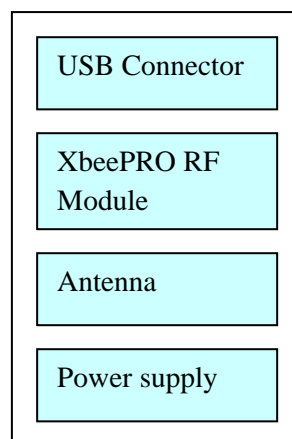 USB Connector
XbeePRO RF
Module
Antenna
Power supply